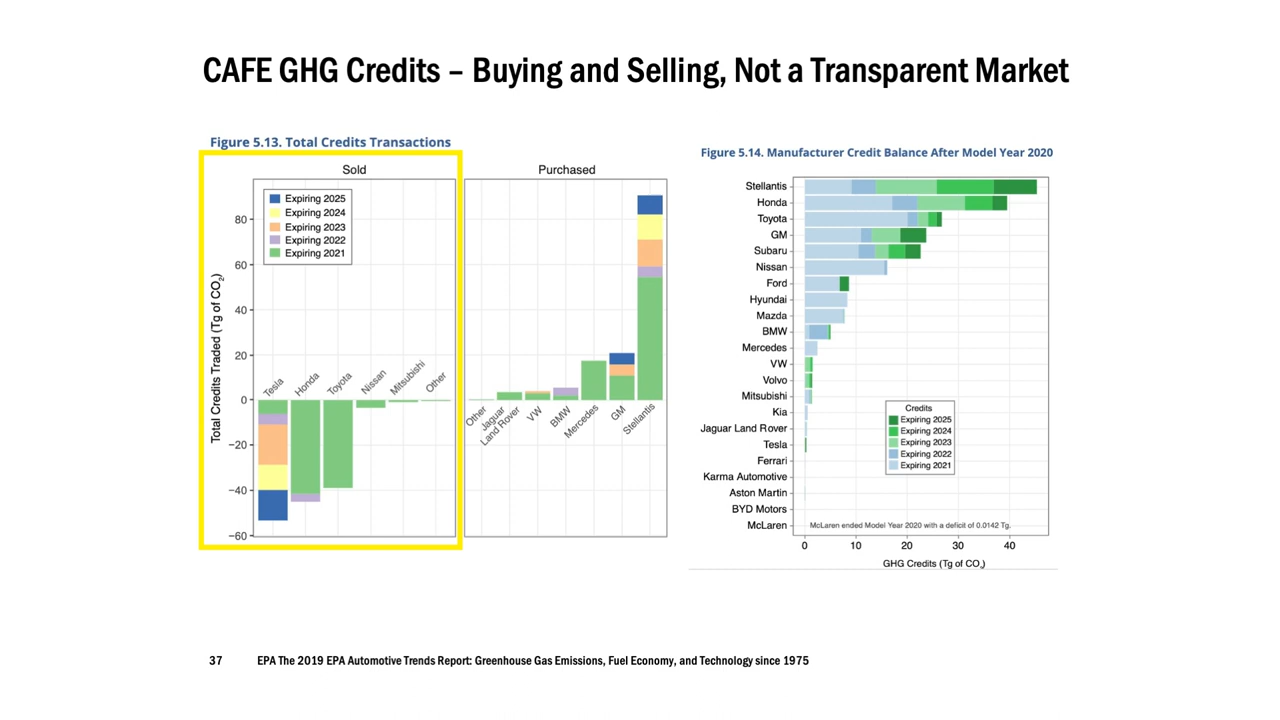 CAFE GHG Credits – Buying and Selling, Not a Transparent Market
Figure 5.13. Total Credits Transactions
Sold
Purchased
Expiring 2025
Expiring 2024
Expiring 2023
Expiring 2022
Expiring 2021
Total Credits Traded (Tg of CO₂)
80
60
40
20
0
−20
−40
−60
Tesla
Honda
Toyota
Nissan
Mitsubishi
Other
Other
Jaguar
Land Rover
VW
BMW
Mercedes
GM
Stellantis
Figure 5.14. Manufacturer Credit Balance After Model Year 2020
Stellantis
Honda
Toyota
GM
Subaru
Nissan
Ford
Hyundai
Mazda
BMW
Mercedes
VW
Volvo
Mitsubishi
Kia
Jaguar Land Rover
Tesla
Ferrari
Karma Automotive
Aston Martin
BYD Motors
McLaren
Credits
Expiring 2025
Expiring 2024
Expiring 2023
Expiring 2022
Expiring 2021
McLaren ended Model Year 2020 with a deficit of 0.0142 Tg.
0 10 20 30 40
GHG Credits (Tg of CO₂)
37 EPA The 2019 EPA Automotive Trends Report: Greenhouse Gas Emissions, Fuel Economy, and Technology since 1975